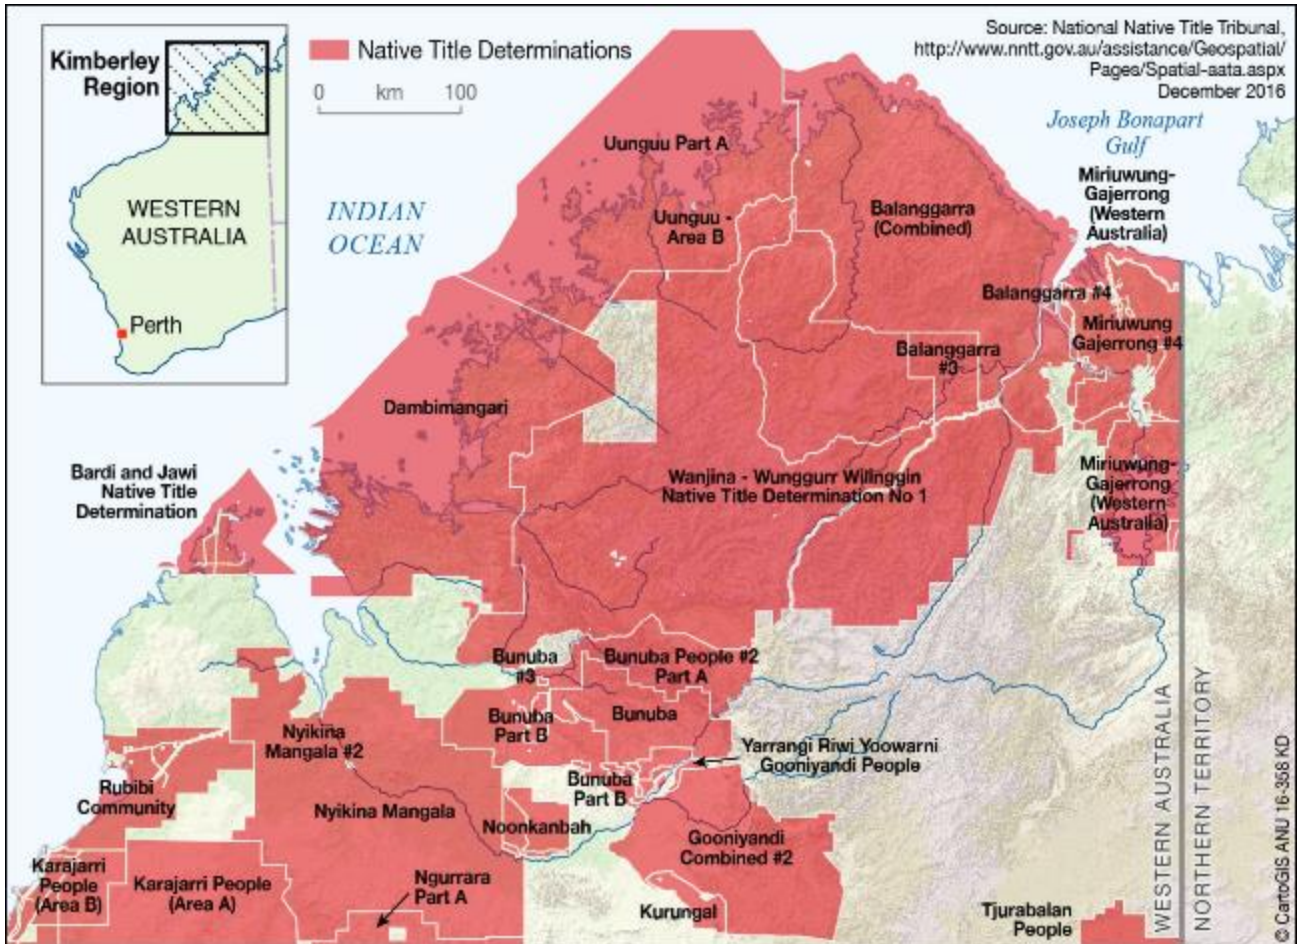 Kimberley
Region
WESTERN
AUSTRALIA
Perth
Native Title Determinations
0 km 100
Source: National Native Title Tribunal,
http://www.nntt.gov.au/assistance/Geospatial/
Pages/Spatial-aata.aspx
December 2016
INDIAN
OCEAN
Joseph Bonapart
Gulf
Uunguu Part A
Uunguu -
Area B
Balanggarra
(Combined)
Miriuwung-
Gajerrong
(Western
Australia)
Balanggarra #4
Miriuwung
Gajerrong #4
Balanggarra
#3
Dambimangari
Bardi and Jawi
Native Title
Determination
Wanjina - Wunggurr Wilinggin
Native Title Determination No 1
Miriuwung-
Gajerrong
(Western
Australia)
Bunuba
#3
Bunuba People #2
Part A
Bunuba
Part B
Bunuba
Nyikina
Mangala #2
Yarrangi Riwi Yoowarni
Gooniyandi People
Rubibi
Community
Bunuba
Part B
Nyikina Mangala
Noonkanbah
Gooniyandi
Combined #2
Karajarri
People
(Area B)
Karajarri People
(Area A)
Ngurrara
Part A
Kurungal
Tjurabalan
People
WESTERN AUSTRALIA
NORTHERN TERRITORY
© CartoGIS ANU 16-358 KD